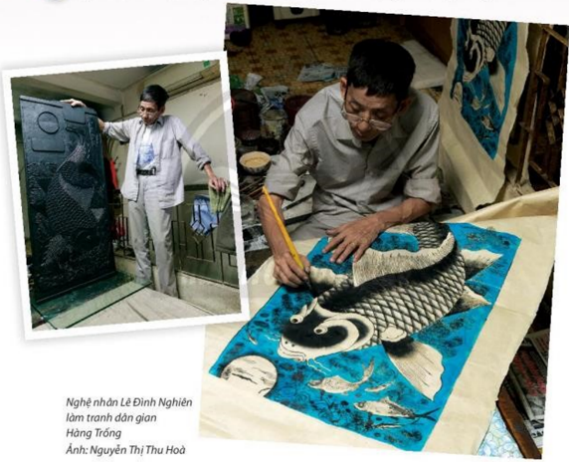 Nghệ nhân Lê Đình Nghiên
làm tranh dân gian
Hàng Trống
Ảnh: Nguyễn Thị Thu Hoà